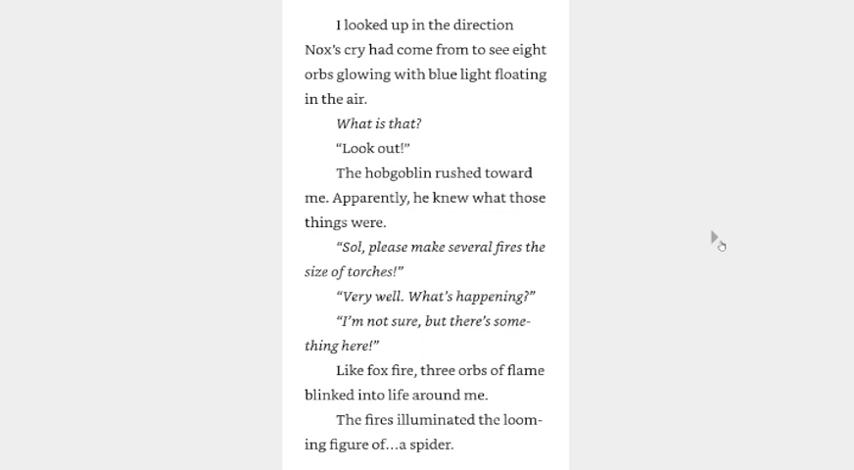 I looked up in the direction
Nox's cry had come from to see eight
orbs glowing with blue light floating
in the air.
What is that?
“Look out!”
The hobgoblin rushed toward
me. Apparently, he knew what those
things were.
“Sol, please make several fires the
size of torches!”
“Very well. What's happening?”
“I'm not sure, but there's some-
thing here!”
Like fox fire, three orbs of flame
blinked into life around me.
The fires illuminated the loom-
ing figure of...a spider.